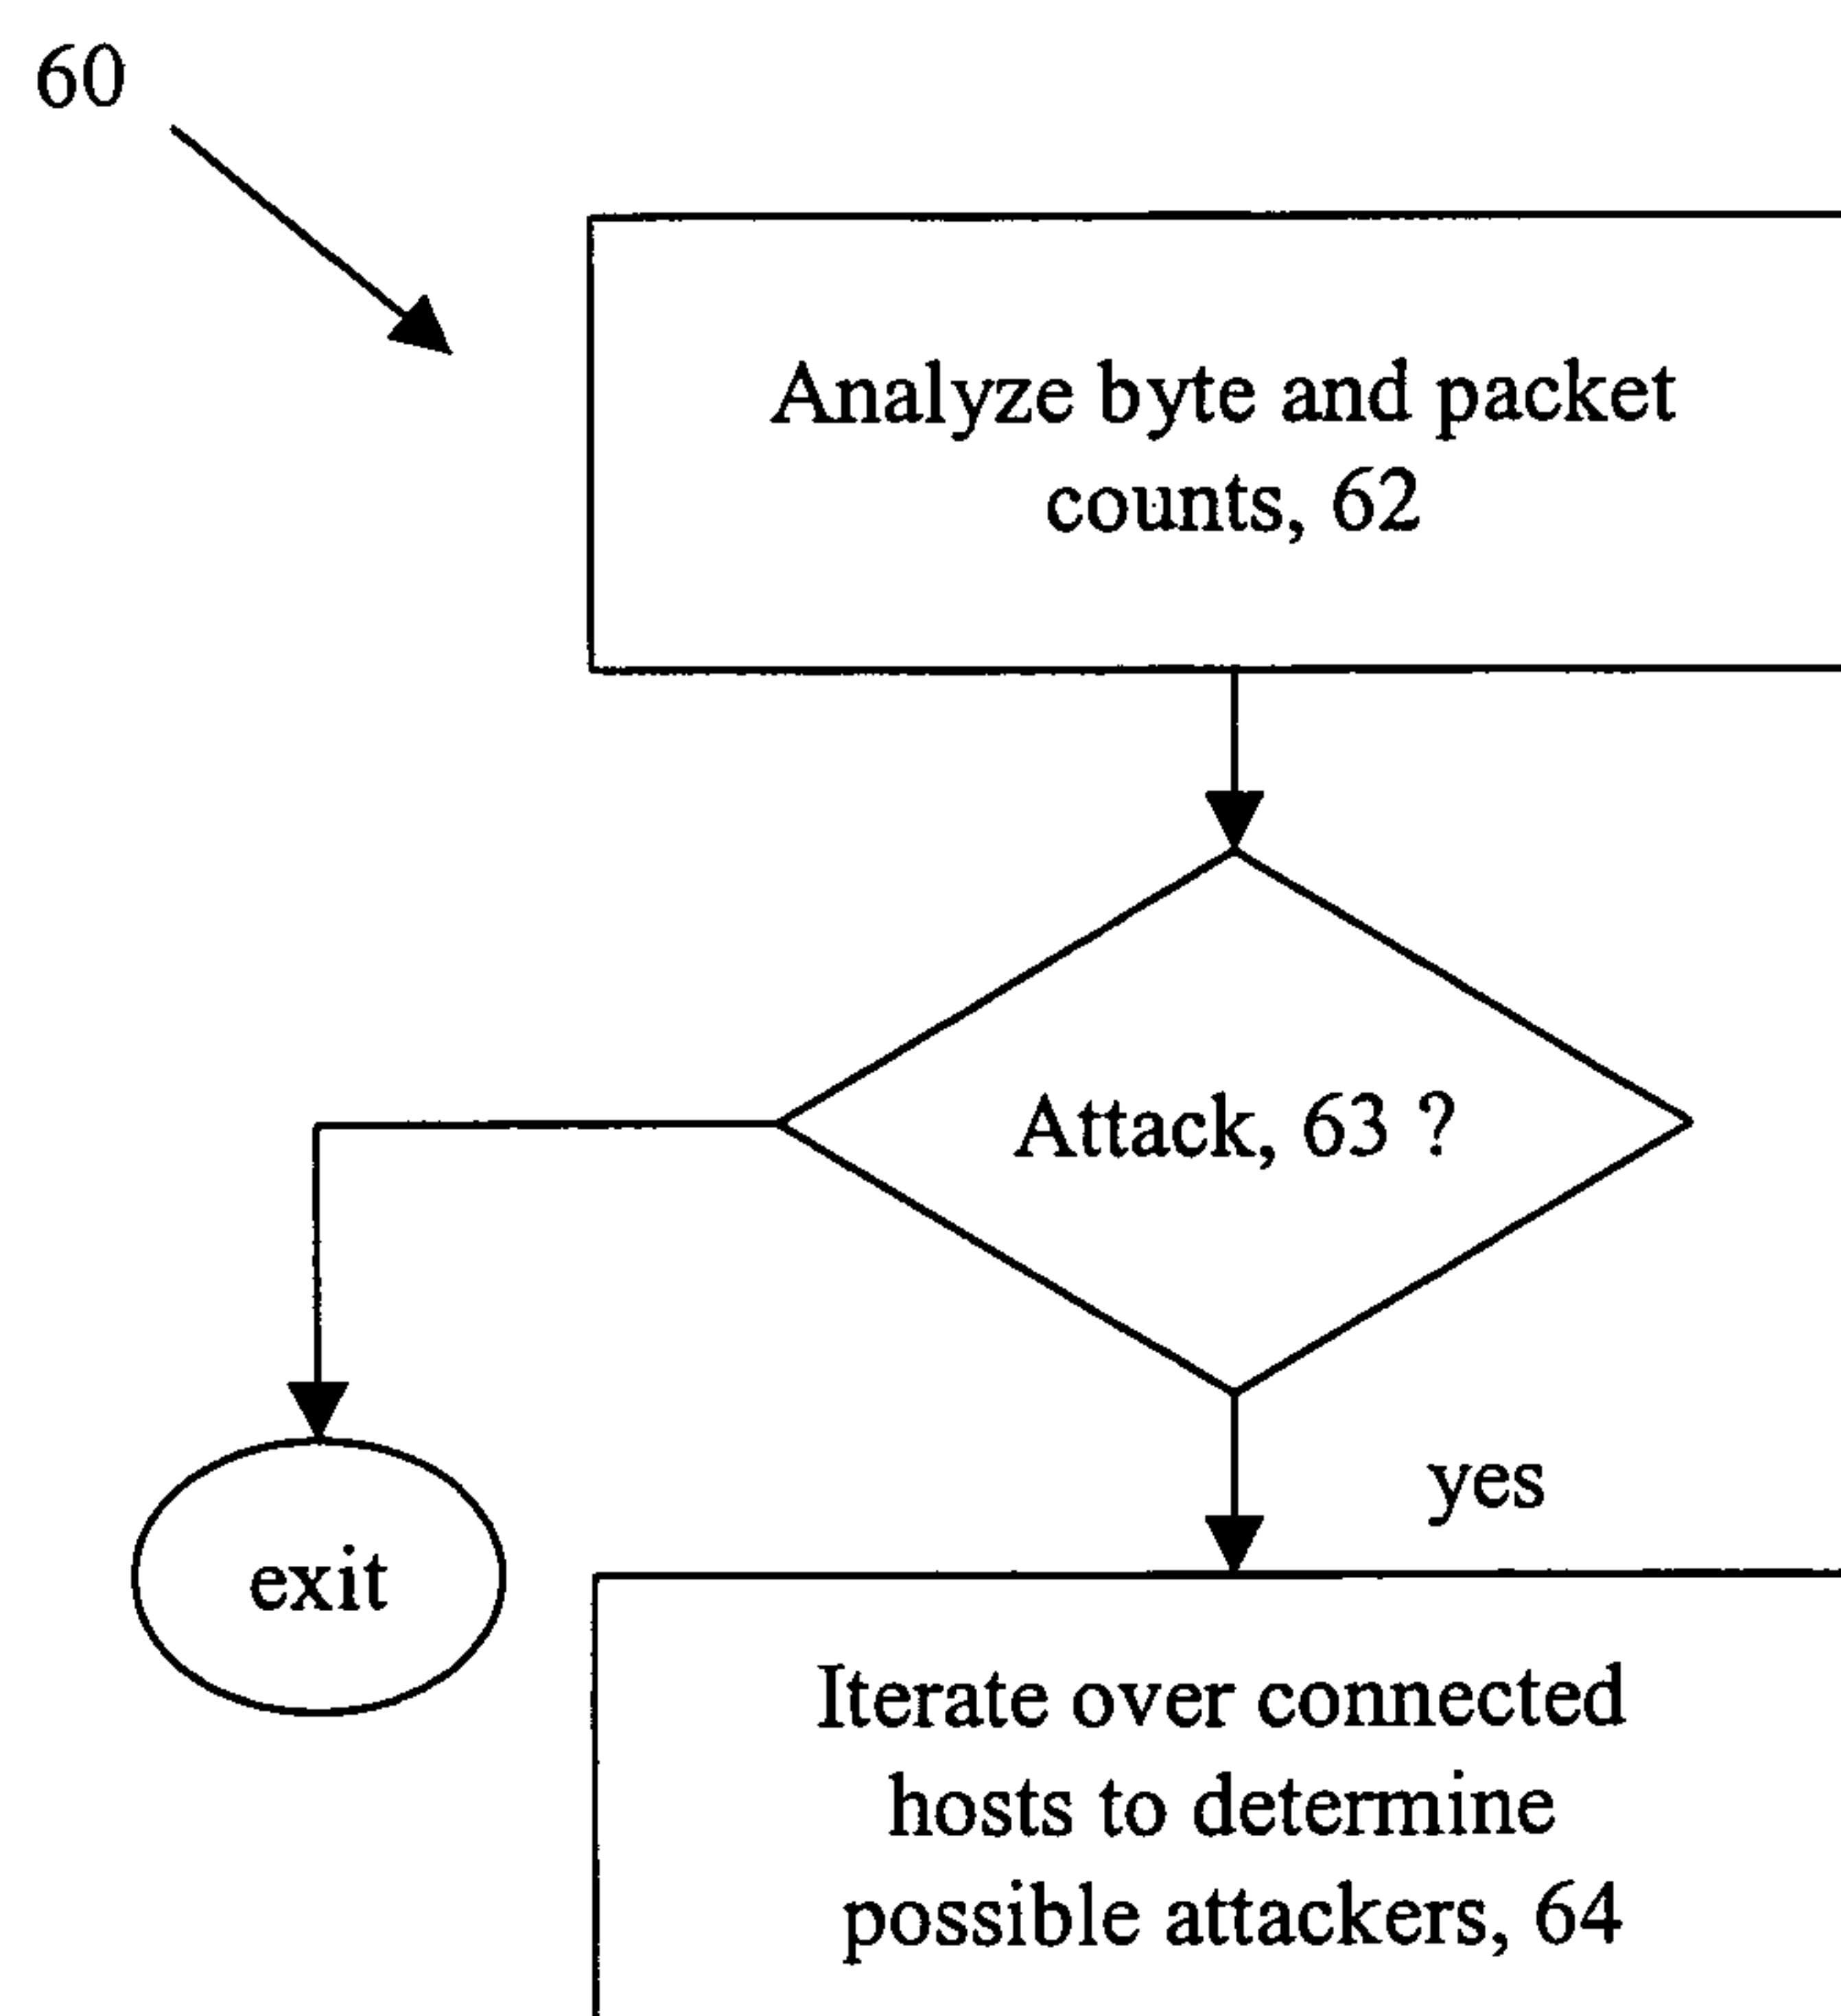 60
Analyze byte and packet
counts, 62
Attack, 63 ?
yes
exit
Iterate over connected
hosts to determine
possible attackers, 64